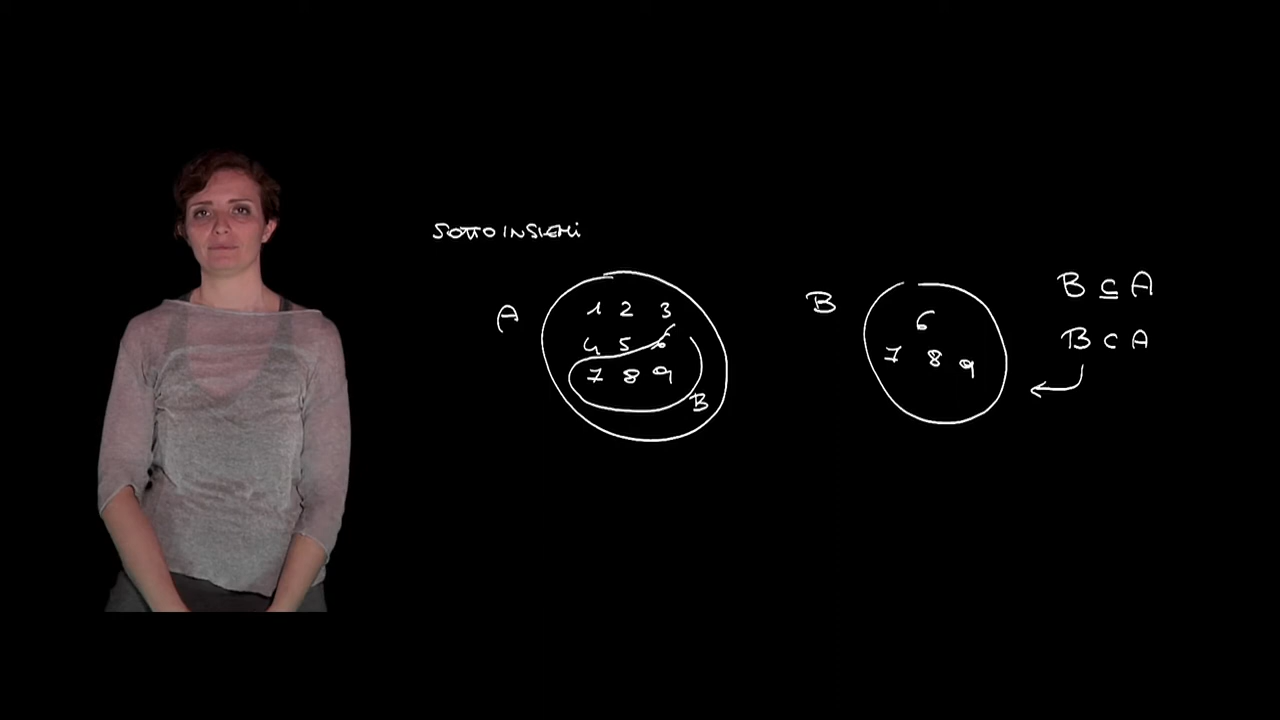 SOTTOINSIEMI
A
1 2 3
4 5 6
7 8 9
B
B
6
7 8 9
B ⊆ A
B ⊂ A